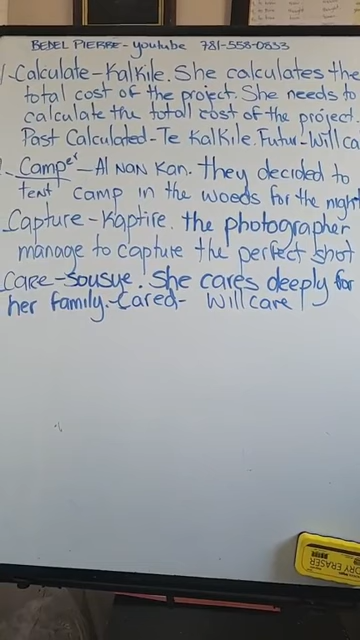 BEDEL PIERRE - youtube 781-558-0833
Calculate - Kalkile. She calculates the
total cost of the project. She needs to
calculate the totall cost of the project.
Past Calculated - Te Kalkile. Futur - Will ca
Camper - Al NAN KAN. they decided to
tent camp in the woods for the night
Capture - Kaptire. the photographer
manage to capture the perfect shot
Care - Sousye. She cares deeply for
her family. - Cared - Will care
ORY ERASER